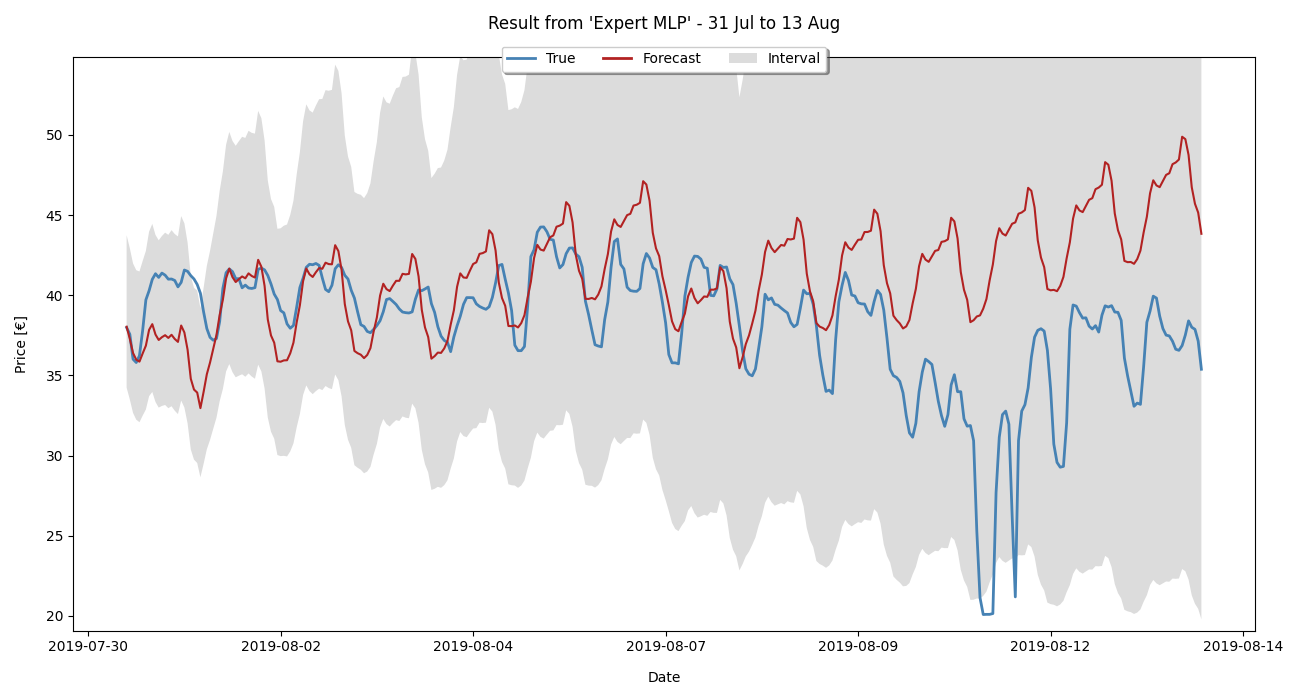 Result from 'Expert MLP' - 31 Jul to 13 Aug
True Forecast Interval
50
45
40
35
30
25
20
Price [€]
2019-07-30 2019-08-02 2019-08-04 2019-08-07 2019-08-09 2019-08-12 2019-08-14
Date